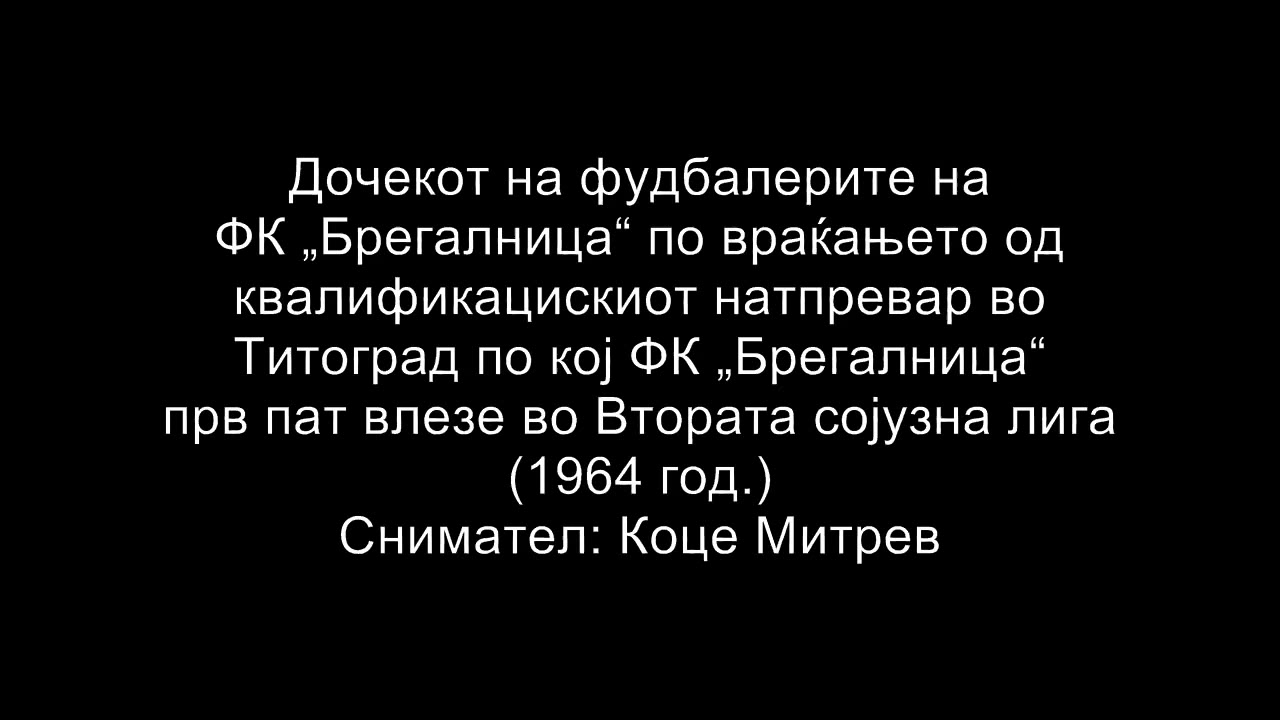 Дочекот на фудбалерите на
ФК „Брегалница“ по враќањето од
квалификацискиот натпревар во
Титоград по кој ФК „Брегалница“
прв пат влезе во Втората сојузна лига
(1964 год.)
Снимател: Коце Митрев